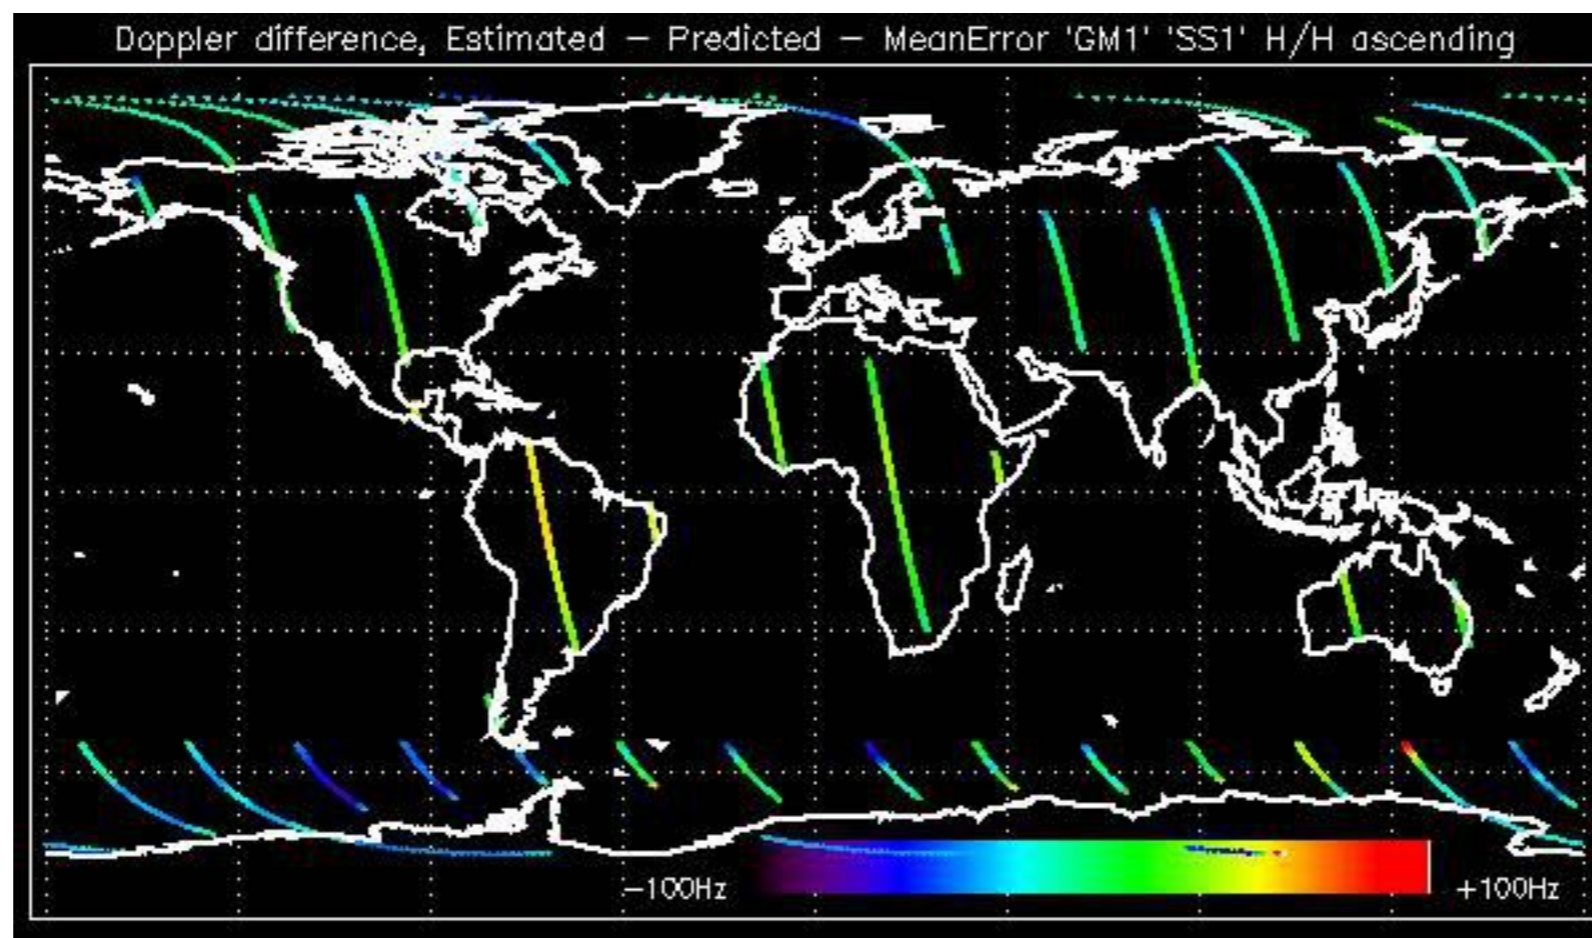 Doppler difference, Estimated – Predicted – MeanError 'GM1' 'SS1' H/H ascending
–100Hz +100Hz